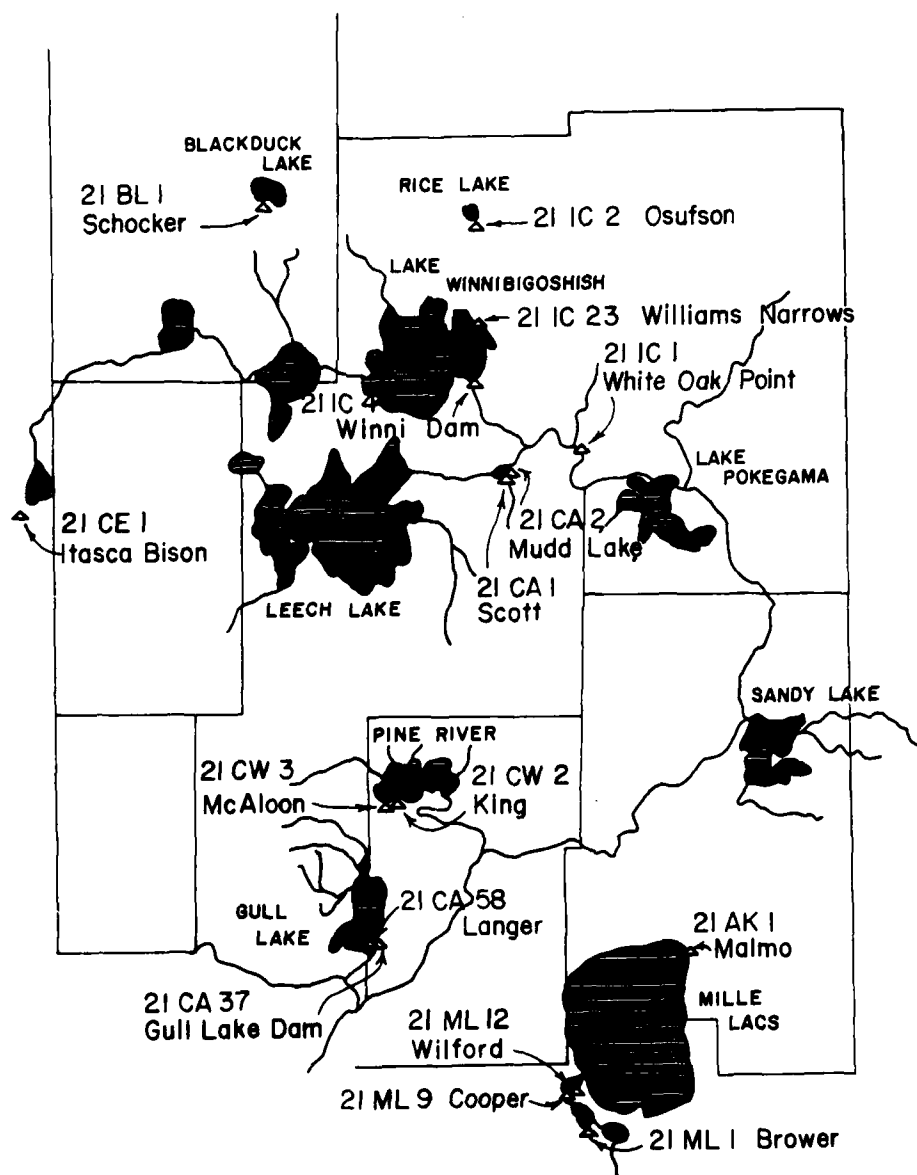 BLACKDUCK
LAKE
21 BL 1
Schocker
RICE LAKE
21 IC 2 Osufson
LAKE
WINNIBIGOSHISH
21 IC 23 Williams Narrows
21 IC 1
White Oak Point
21 IC 4
Winni Dam
LAKE
POKEGAMA
21 CE 1
Itasca Bison
21 CA 2
Mudd Lake
21 CA 1
Scott
LEECH LAKE
SANDY LAKE
PINE RIVER
21 CW 3
McAloon
21 CW 2
King
GULL
LAKE
21 CA 58
Langer
21 AK 1
Malmo
21 CA 37
Gull Lake Dam
MILLE
LACS
21 ML 12
Wilford
21 ML 9 Cooper
21 ML 1 Brower